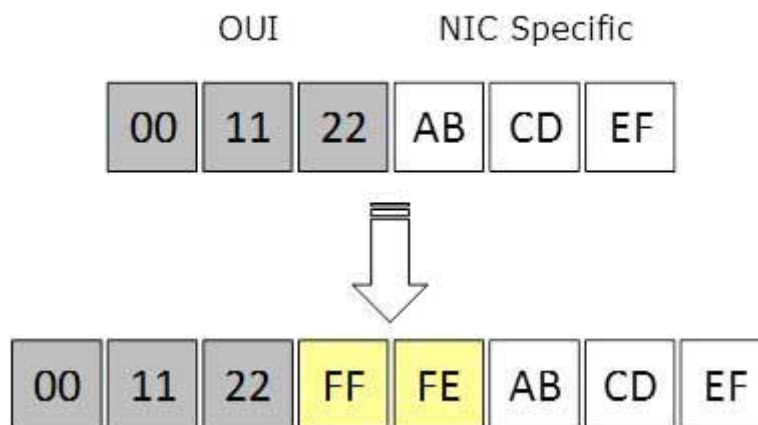 OUI NIC Specific
00 11 22 AB CD EF
00 11 22 FF FE AB CD EF